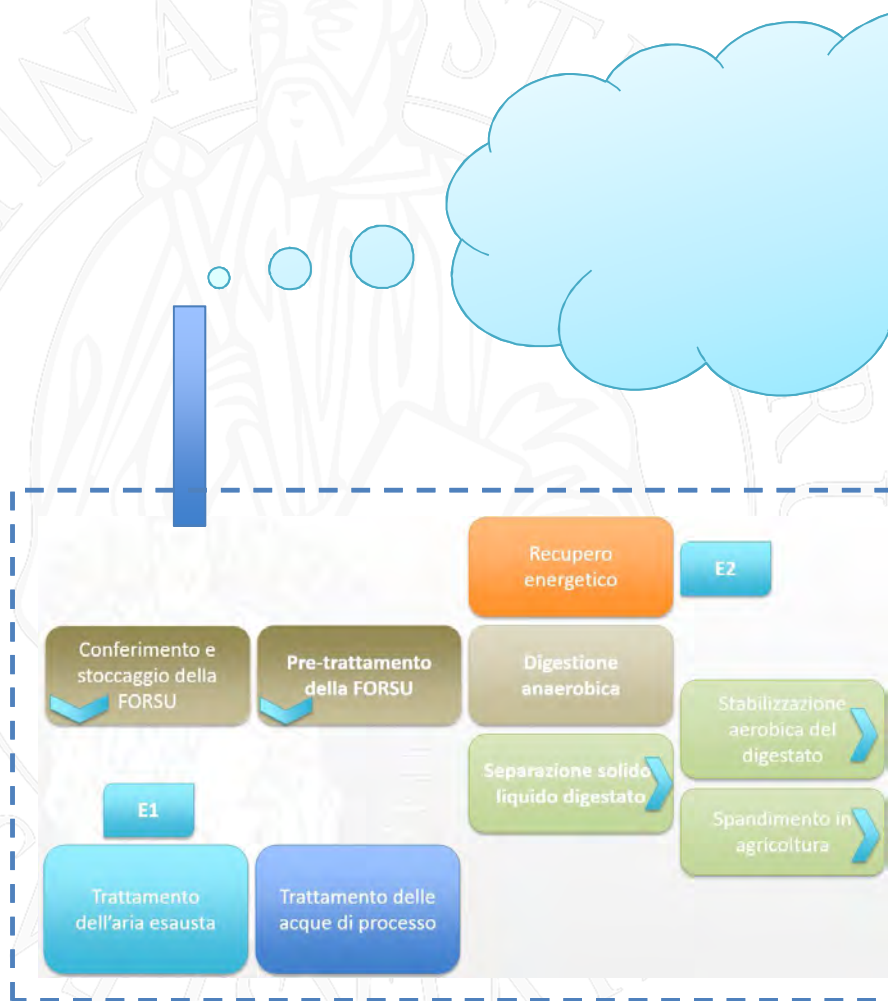 Recupero
energetico
E2
Conferimento e
stoccaggio della
FORSU
Pre-trattamento
della FORSU
Digestione
anaerobica
Stabilizzazione
aerobica del
digestato
Separazione solido
liquido digestato
Spandimento in
agricoltura
E1
Trattamento
dell'aria esausta
Trattamento delle
acque di processo